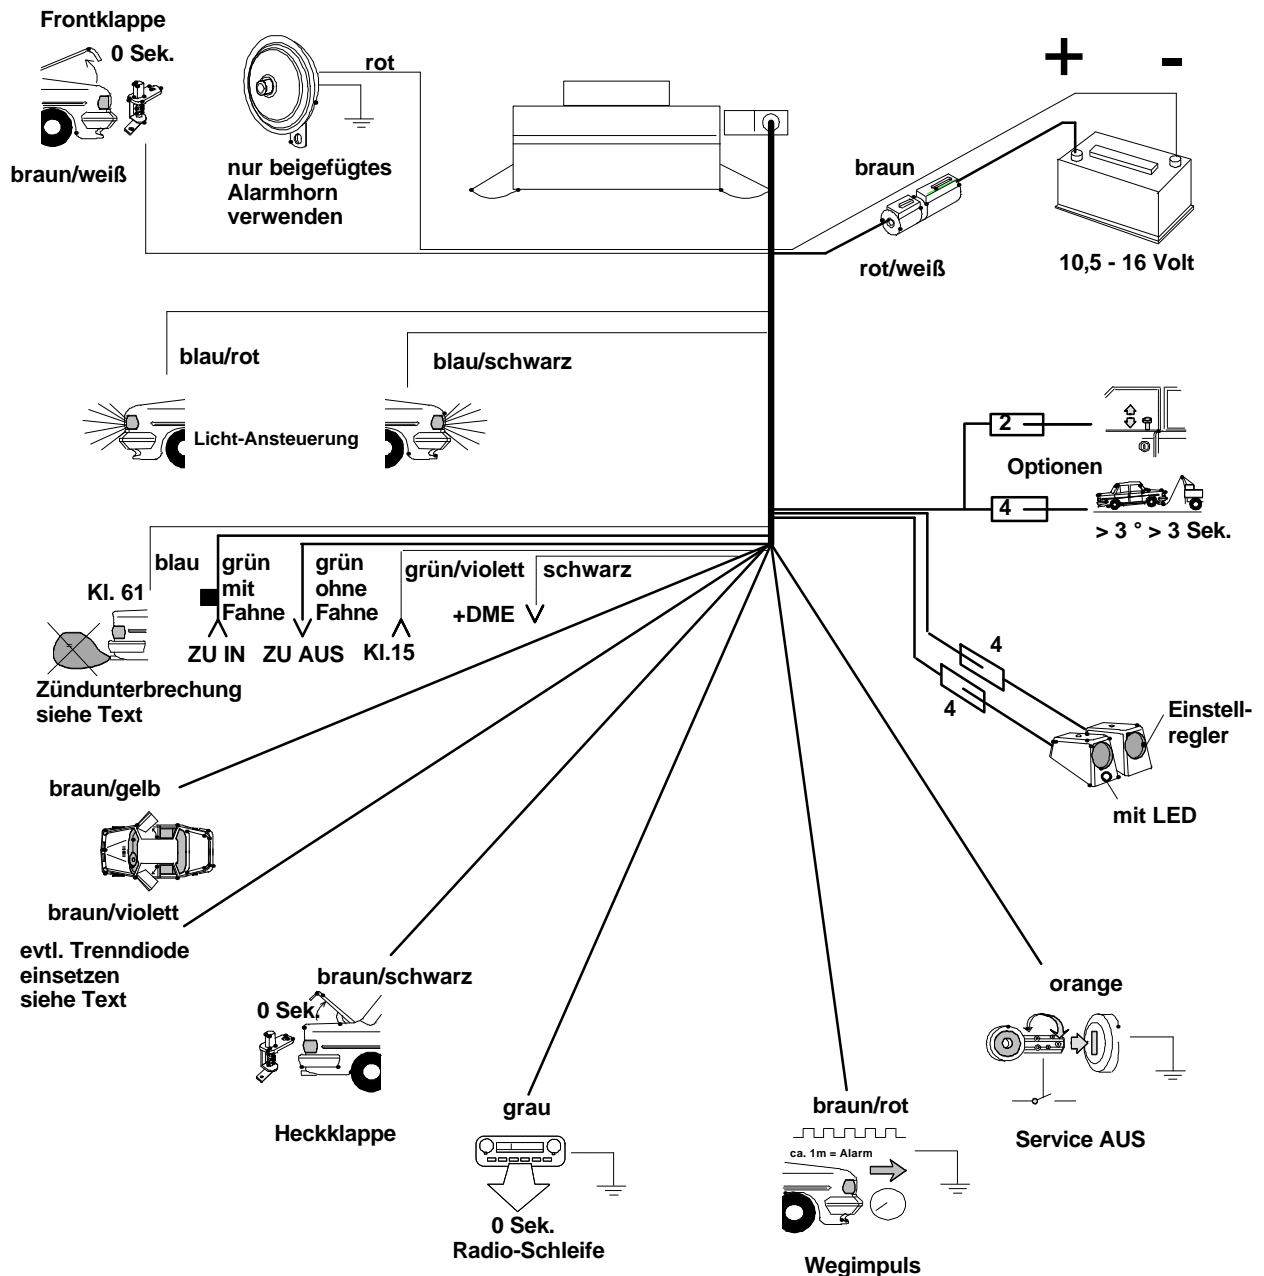 Frontklappe
0 Sek.
braun/weiß
rot
nur beigefügtes
Alarmhorn
verwenden
+ -
braun
rot/weiß
10,5 - 16 Volt
blau/rot
blau/schwarz
Licht-Ansteuerung
2
Optionen
4
> 3 ° > 3 Sek.
blau
Kl. 61
grün
mit
Fahne
grün
ohne
Fahne
grün/violett
schwarz
+DME
ZU IN
ZU AUS
Kl.15
Zündunterbrechung
siehe Text
4
4
Einstell-
regler
mit LED
braun/gelb
braun/violett
evtl. Trenndiode
einsetzen
siehe Text
braun/schwarz
0 Sek.
Heckklappe
grau
0 Sek.
Radio-Schleife
braun/rot
ca. 1m = Alarm
Wegimpuls
orange
Service AUS